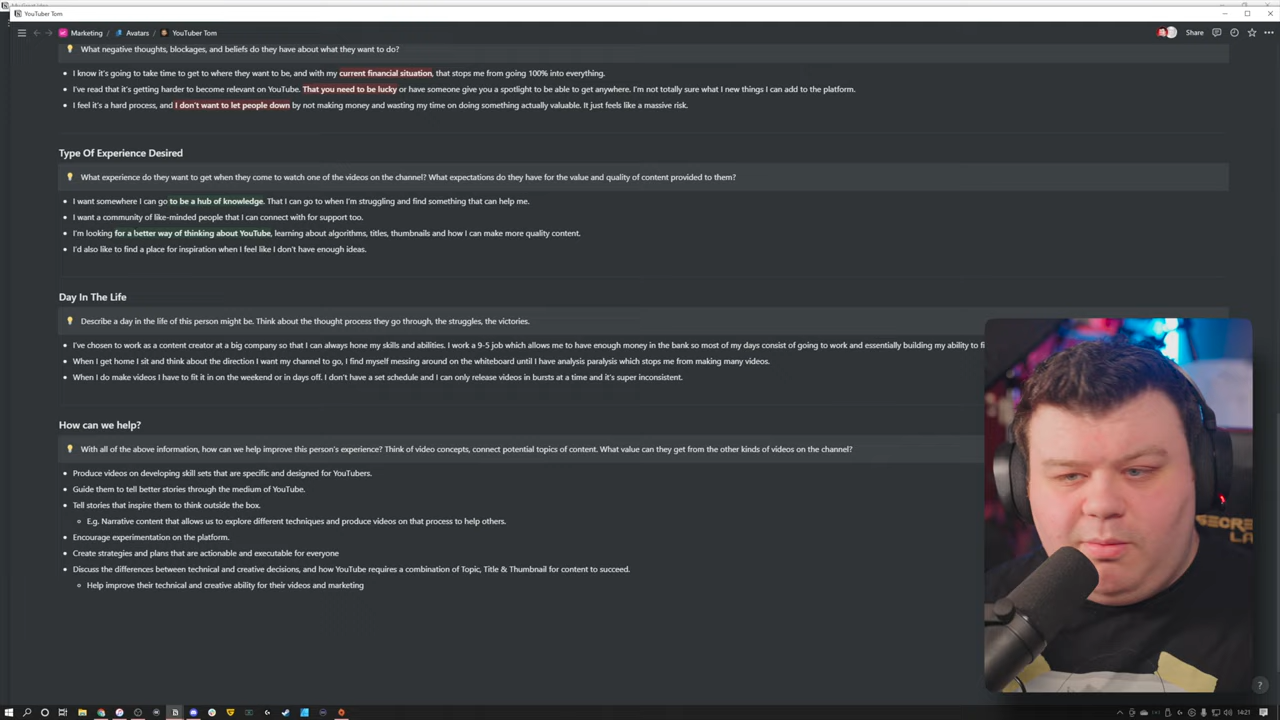 YouTuber Tom
Marketing / Avatars / YouTuber Tom
Share
What negative thoughts, blockages, and beliefs do they have about what they want to do?
I know it's going to take time to get to where they want to be, and with my current financial situation, that stops me from going 100% into everything.
I've read that it's getting harder to become relevant on YouTube. That you need to be lucky or have someone give you a spotlight to be able to get anywhere. I'm not totally sure what I new things I can add to the platform.
I feel it's a hard process, and I don't want to let people down by not making money and wasting my time on doing something actually valuable. It just feels like a massive risk.
Type Of Experience Desired
What experience do they want to get when they come to watch one of the videos on the channel? What expectations do they have for the value and quality of content provided to them?
I want somewhere I can go to be a hub of knowledge. That I can go to when I'm struggling and find something that can help me.
I want a community of like-minded people that I can connect with for support too.
I'm looking for a better way of thinking about YouTube, learning about algorithms, titles, thumbnails and how I can make more quality content.
I'd also like to find a place for inspiration when I feel like I don't have enough ideas.
Day In The Life
Describe a day in the life of this person might be. Think about the thought process they go through, the struggles, the victories.
I've chosen to work as a content creator at a big company so that I can always hone my skills and abilities. I work a 9-5 job which allows me to have enough money in the bank so most of my days consist of going to work and essentially building my ability to fi
When I get home I sit and think about the direction I want my channel to go, I find myself messing around on the whiteboard until I have analysis paralysis which stops me from making many videos.
When I do make videos I have to fit it in on the weekend or in days off. I don't have a set schedule and I can only release videos in bursts at a time and it's super inconsistent.
How can we help?
With all of the above information, how can we help improve this person's experience? Think of video concepts, connect potential topics of content. What value can they get from the other kinds of videos on the channel?
Produce videos on developing skill sets that are specific and designed for YouTubers.
Guide them to tell better stories through the medium of YouTube.
Tell stories that inspire them to think outside the box.
E.g. Narrative content that allows us to explore different techniques and produce videos on that process to help others.
Encourage experimentation on the platform.
Create strategies and plans that are actionable and executable for everyone
Discuss the differences between technical and creative decisions, and how YouTube requires a combination of Topic, Title & Thumbnail for content to succeed.
Help improve their technical and creative ability for their videos and marketing
14:21